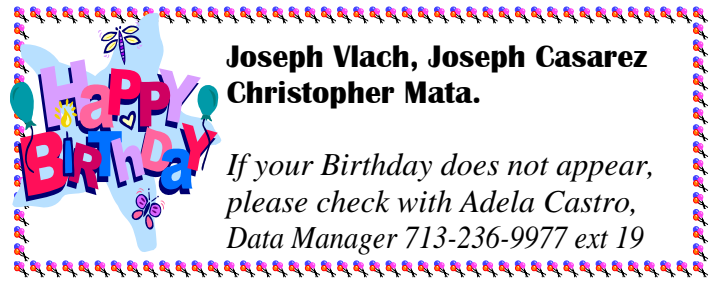 Happy
Birthday
Joseph Vlach, Joseph Casarez
Christopher Mata.
If your Birthday does not appear,
please check with Adela Castro,
Data Manager 713-236-9977 ext 19